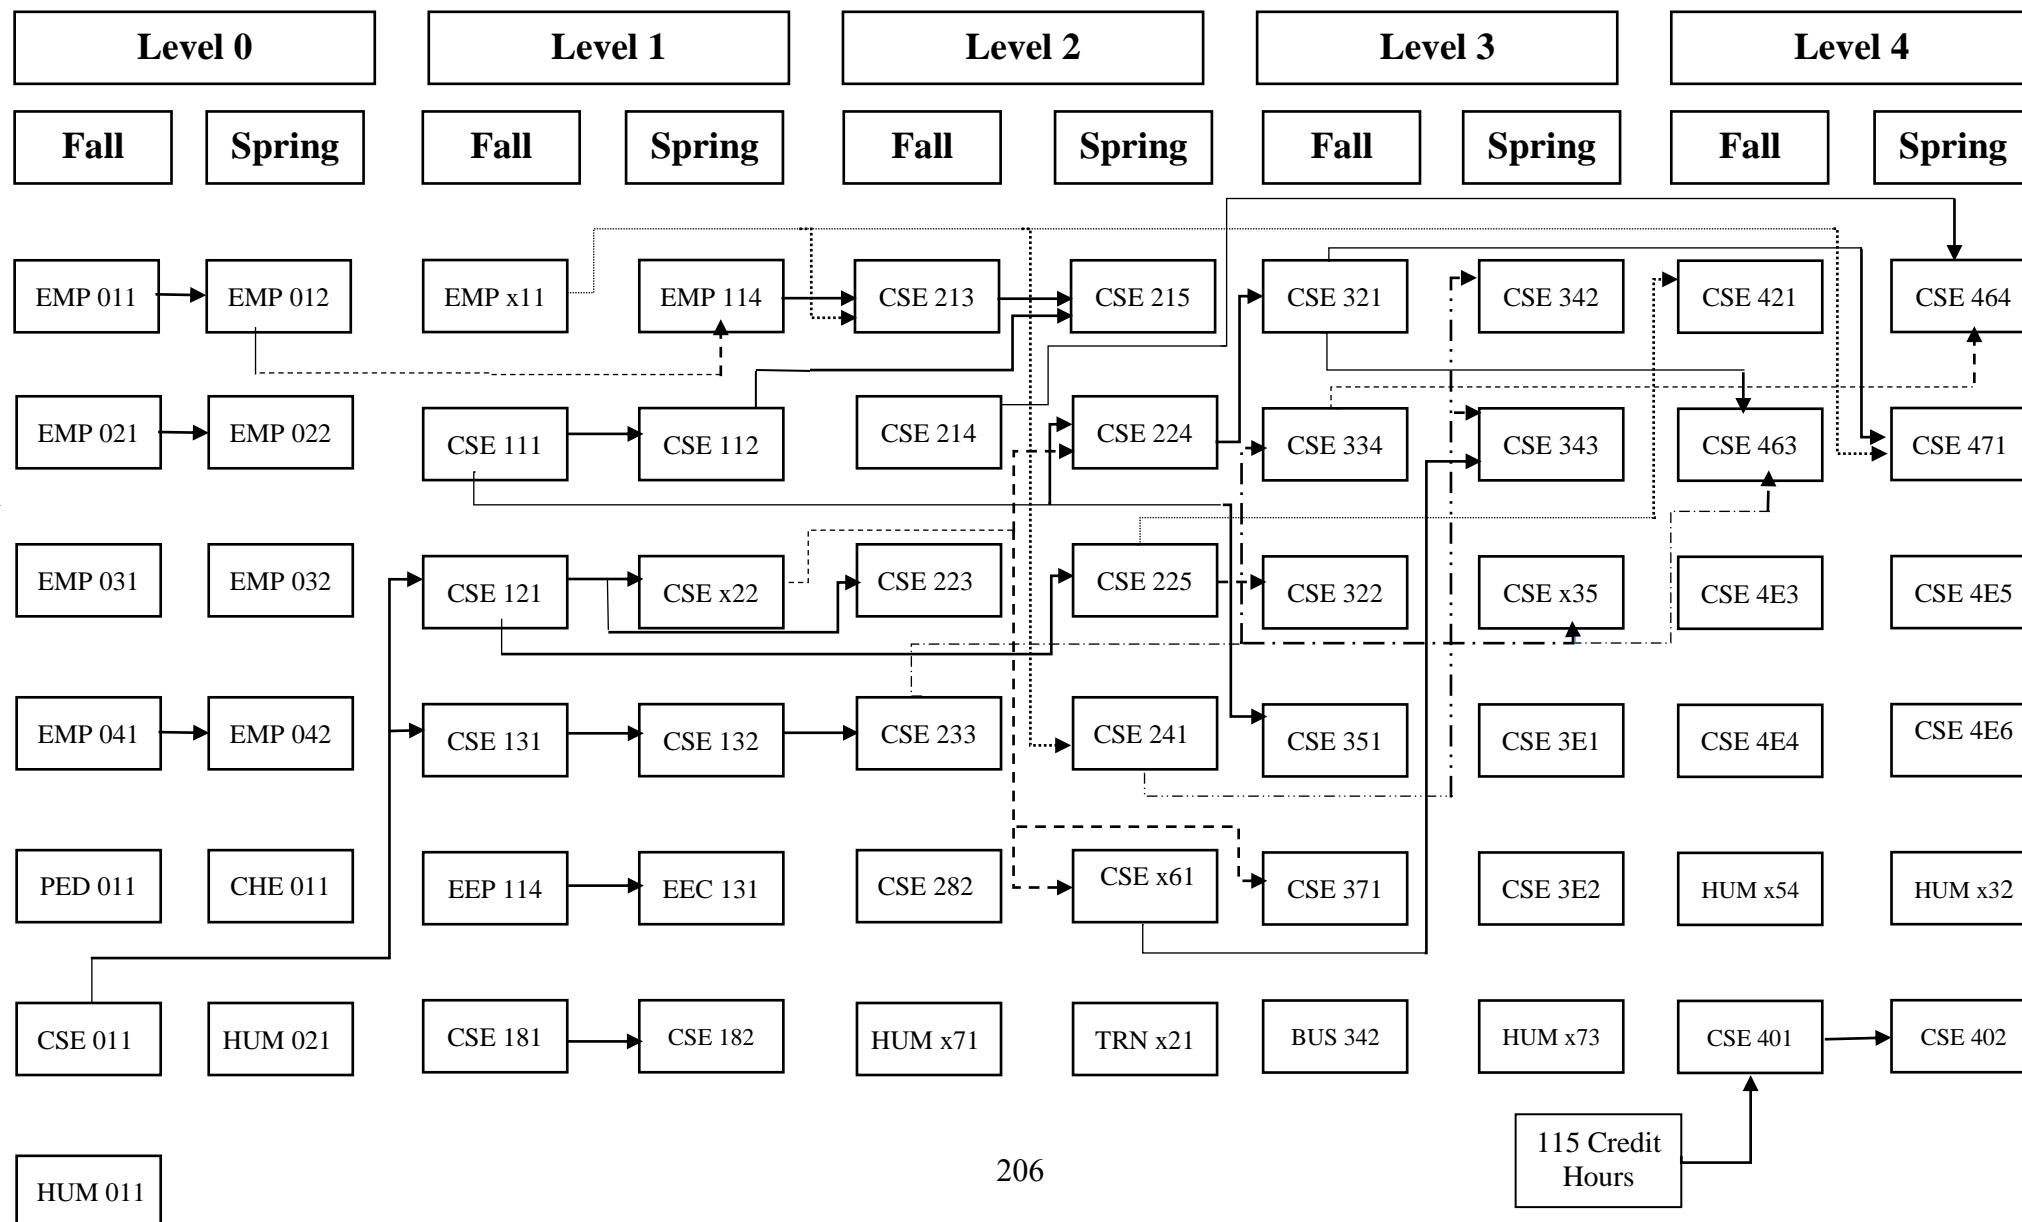 Level 0 Level 1 Level 2 Level 3 Level 4
Fall Spring Fall Spring Fall Spring Fall Spring Fall Spring
EMP 011 EMP 012 EMP x11 EMP 114 CSE 213 CSE 215 CSE 321 CSE 342 CSE 421 CSE 464
EMP 021 EMP 022 CSE 111 CSE 112 CSE 214 CSE 224 CSE 334 CSE 343 CSE 463 CSE 471
EMP 031 EMP 032 CSE 121 CSE x22 CSE 223 CSE 225 CSE 322 CSE x35 CSE 4E3 CSE 4E5
EMP 041 EMP 042 CSE 131 CSE 132 CSE 233 CSE 241 CSE 351 CSE 3E1 CSE 4E4 CSE 4E6
PED 011 CHE 011 EEP 114 EEC 131 CSE 282 CSE x61 CSE 371 CSE 3E2 HUM x54 HUM x32
CSE 011 HUM 021 CSE 181 CSE 182 HUM x71 TRN x21 BUS 342 HUM x73 CSE 401 CSE 402
115 Credit
Hours
HUM 011
206